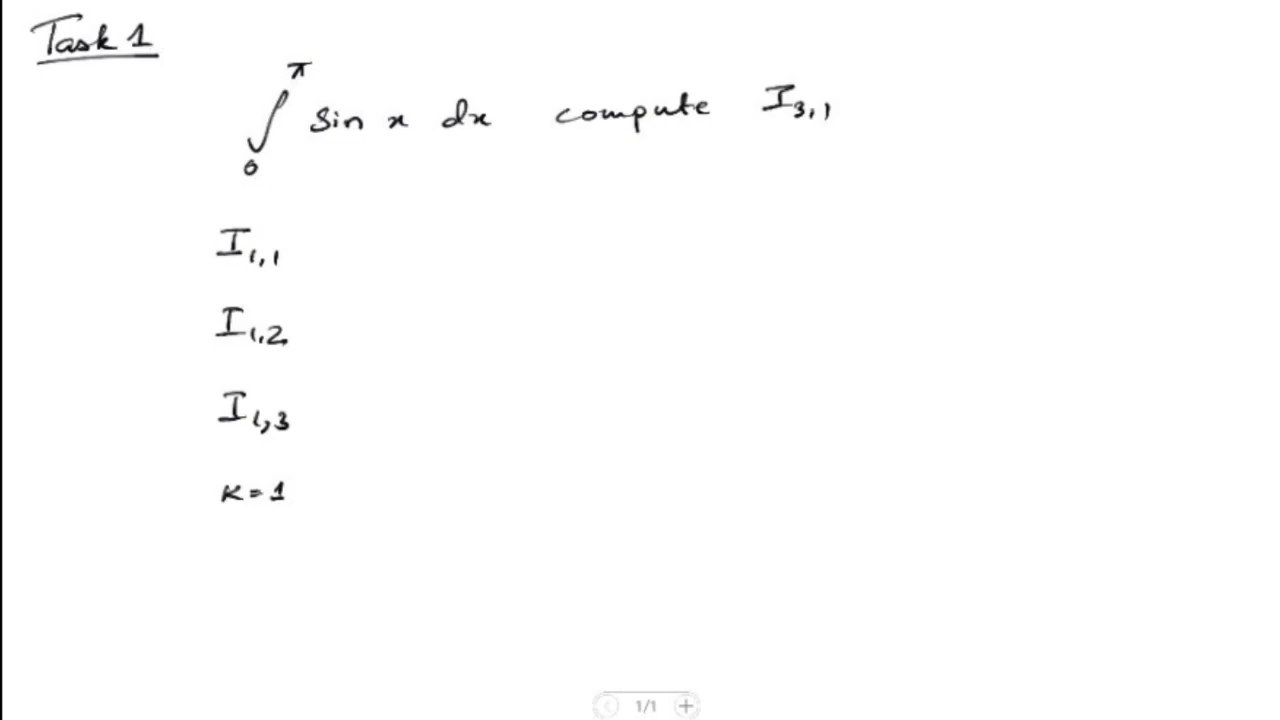 Task 1
∫₀^π sin x dx compute I₃,₁
I₁,₁
I₁,₂
I₁,₃
K = 1
1/1